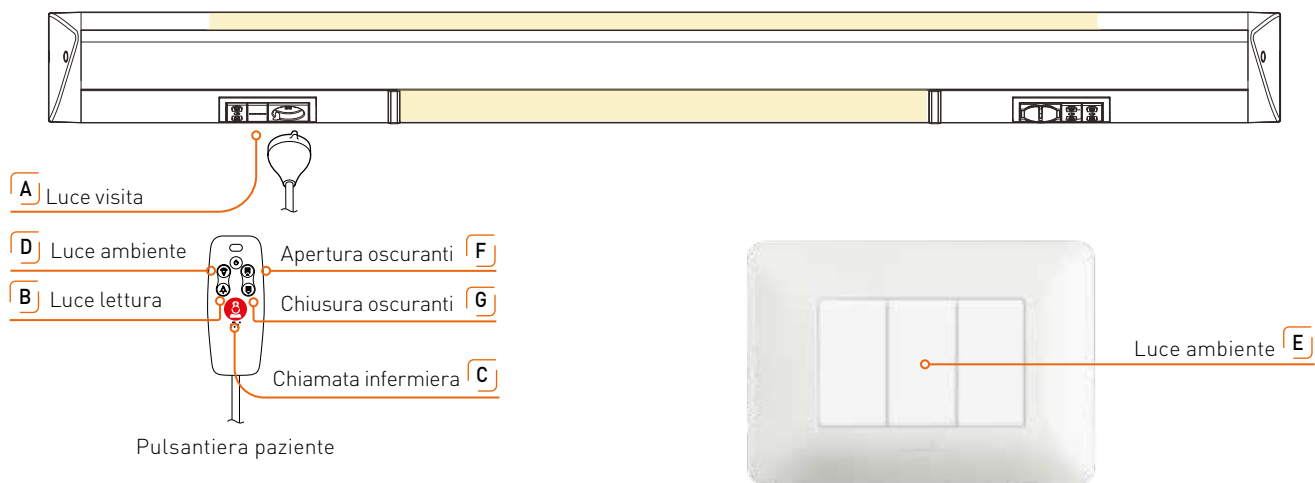 A Luce visita
D Luce ambiente
Apertura oscuranti F
B Luce lettura
Chiusura oscuranti G
Luce ambiente E
Chiamata infermiera C
Pulsantiera paziente